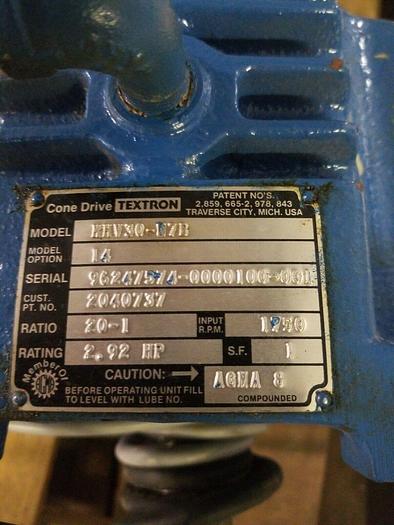 Cone Drive TEXTRON
PATENT NO'S.
2,859, 665-2, 978, 843
TRAVERSE CITY, MICH. USA
MODEL
MODEL OPTION 14
SERIAL
CUST. PT. NO. 2040737
RATIO 20-1 INPUT R.P.M. 1750
RATING 2.92 HP S.F. 1
Member of
CAUTION: → AGMA 8
BEFORE OPERATING UNIT FILL
TO LEVEL WITH LUBE NO. COMPOUNDED